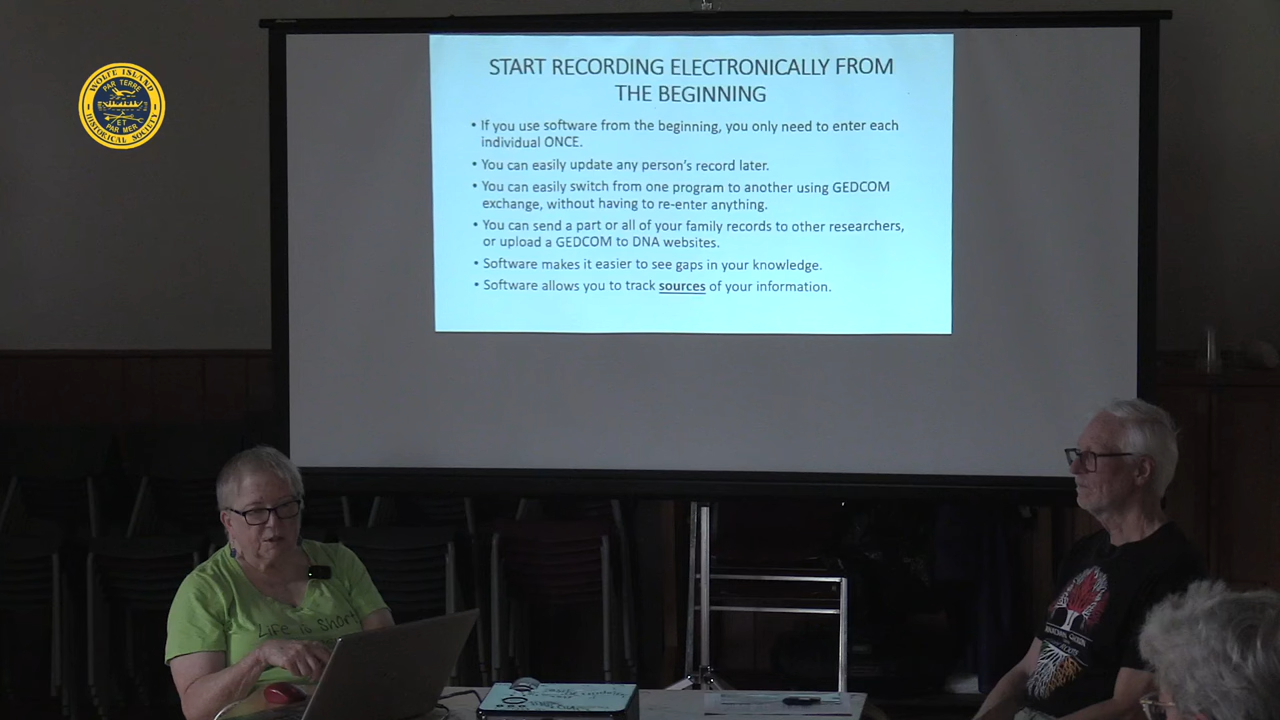 WOLFE ISLAND
PAR TERRE
ET
PAR MER
HISTORICAL SOCIETY
START RECORDING ELECTRONICALLY FROM
THE BEGINNING
• If you use software from the beginning, you only need to enter each
individual ONCE.
• You can easily update any person's record later.
• You can easily switch from one program to another using GEDCOM
exchange, without having to re-enter anything.
• You can send a part or all of your family records to other researchers,
or upload a GEDCOM to DNA websites.
• Software makes it easier to see gaps in your knowledge.
• Software allows you to track sources of your information.
Life is short